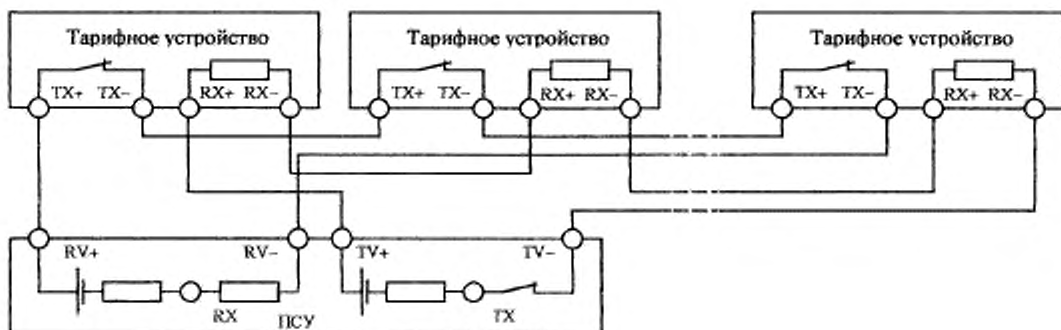 Тарифное устройство
TX+ TX– RX+ RX–
Тарифное устройство
TX+ TX– RX+ RX–
Тарифное устройство
TX+ TX– RX+ RX–
RV+ RV– TV+ TV–
RX ПСУ TX